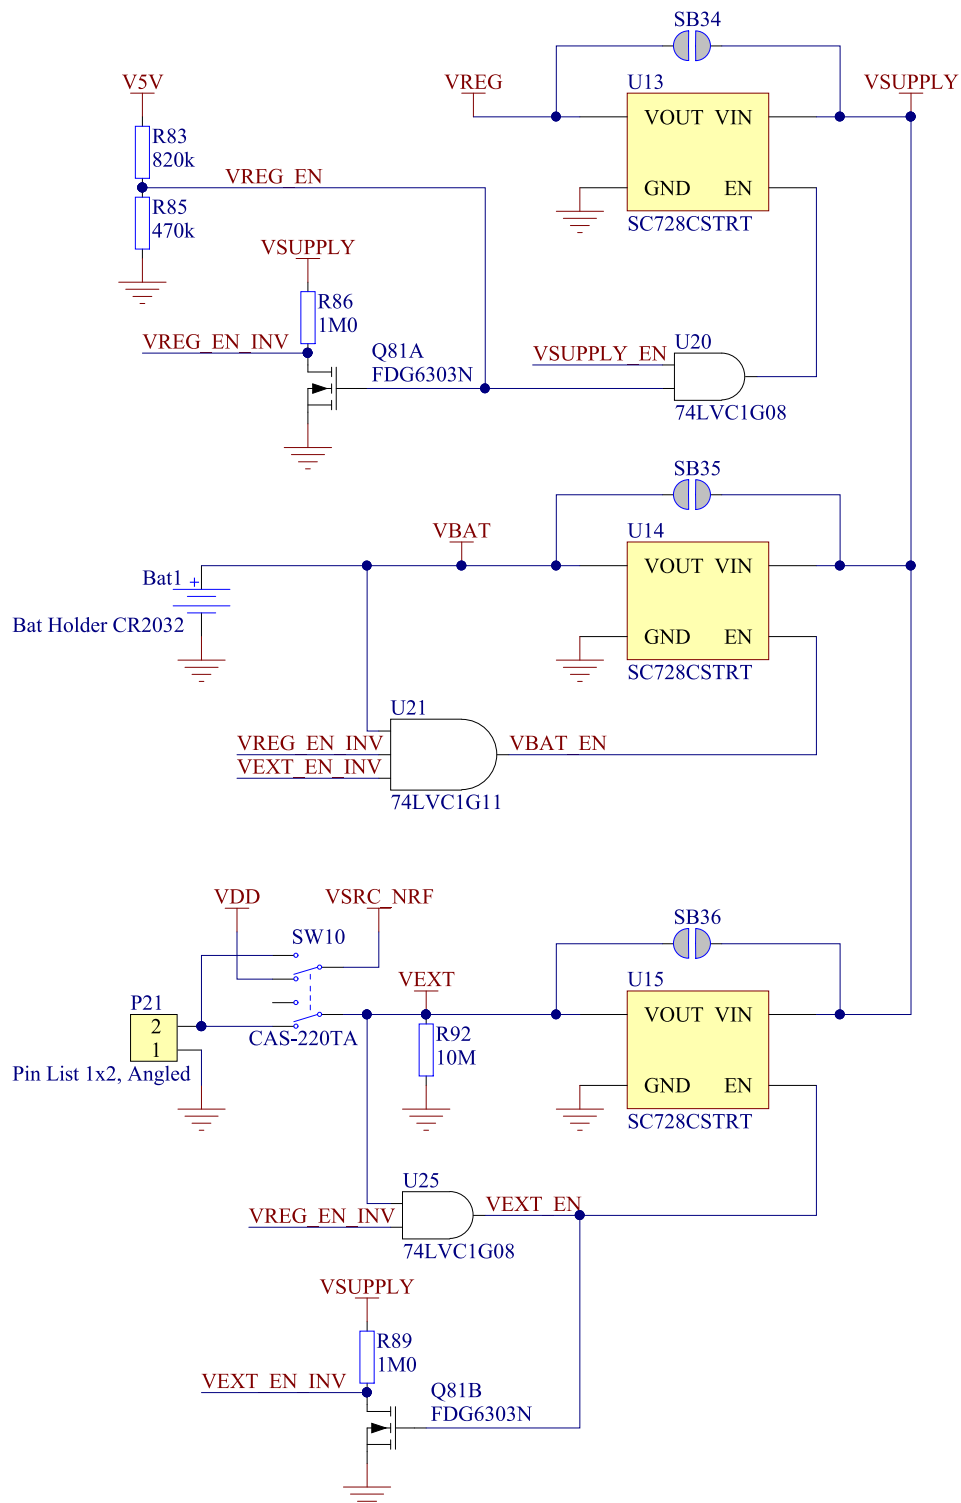 SB34
V5V
VREG
U13
VSUPPLY
VOUT VIN
R83
820k
VREG_EN
GND EN
R85
470k
SC728CSTRT
VSUPPLY
R86
1M0
VREG_EN_INV
Q81A
FDG6303N
VSUPPLY_EN
U20
74LVC1G08
SB35
VBAT
U14
VOUT VIN
Bat1
+
Bat Holder CR2032
GND EN
SC728CSTRT
U21
VREG_EN_INV
VBAT_EN
VEXT_EN_INV
74LVC1G11
VDD
VSRC_NRF
SB36
SW10
VEXT
U15
P21
2
1
VOUT VIN
CAS-220TA
R92
10M
Pin List 1x2, Angled
GND EN
SC728CSTRT
U25
VREG_EN_INV
VEXT_EN
74LVC1G08
VSUPPLY
R89
1M0
VEXT_EN_INV
Q81B
FDG6303N